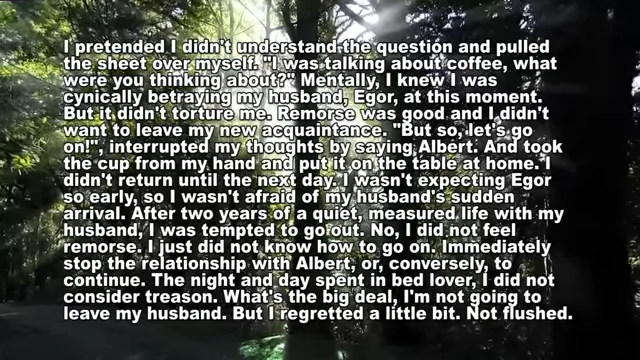 I pretended I didn't understand the question and pulled
the sheet over myself. "I was talking about coffee, what
were you thinking about?" Mentally, I knew I was
cynically betraying my husband, Egor, at this moment.
But it didn't torture me. Remorse was good and I didn't
want to leave my new acquaintance. "But so, let's go
on!", interrupted my thoughts by saying Albert. And took
the cup from my hand and put it on the table at home. I
didn't return until the next day. I wasn't expecting Egor
so early, so I wasn't afraid of my husband's sudden
arrival. After two years of a quiet, measured life with my
husband, I was tempted to go out. No, I did not feel
remorse. I just did not know how to go on. Immediately
stop the relationship with Albert, or, conversely, to
continue. The night and day spent in bed lover, I did not
consider treason. What's the big deal, I'm not going to
leave my husband. But I regretted a little bit. Not flushed.